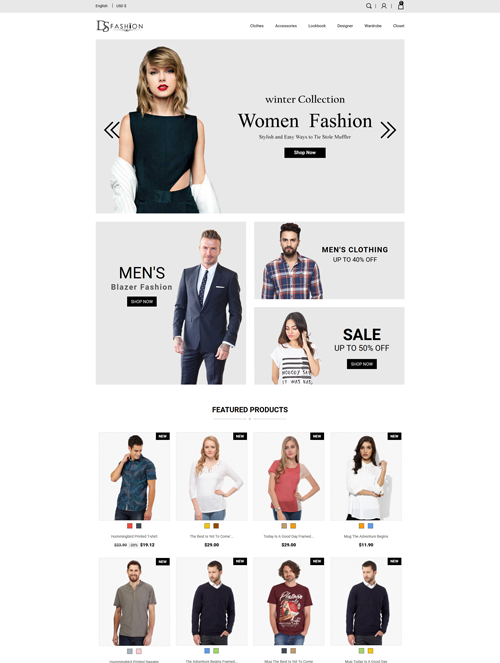 English
USD $
0
DS FASHION
Clothes
Accessories
Lookbook
Designer
Wardrobe
Closet
winter Collection
Women Fashion
Stylish and Easy Ways to Tie Stole Muffler
Shop Now
MEN'S
Blazer Fashion
SHOP NOW
MEN'S CLOTHING
UP TO 40% OFF
SALE
UP TO 50% OFF
SHOP NOW
FEATURED PRODUCTS
NEW
NEW
NEW
NEW
Hummingbird Printed T-shirt
$23.90 -20% $19.12
The Best Is Yet To Come'...
$29.00
Today Is A Good Day Framed...
$29.00
Mug The Adventure Begins
$11.90
NEW
NEW
NEW
NEW
Hummingbird Printed Sweater
The Adventure Begins Framed...
The Best Is Yet To Come'...
Mug Today Is A Good Day